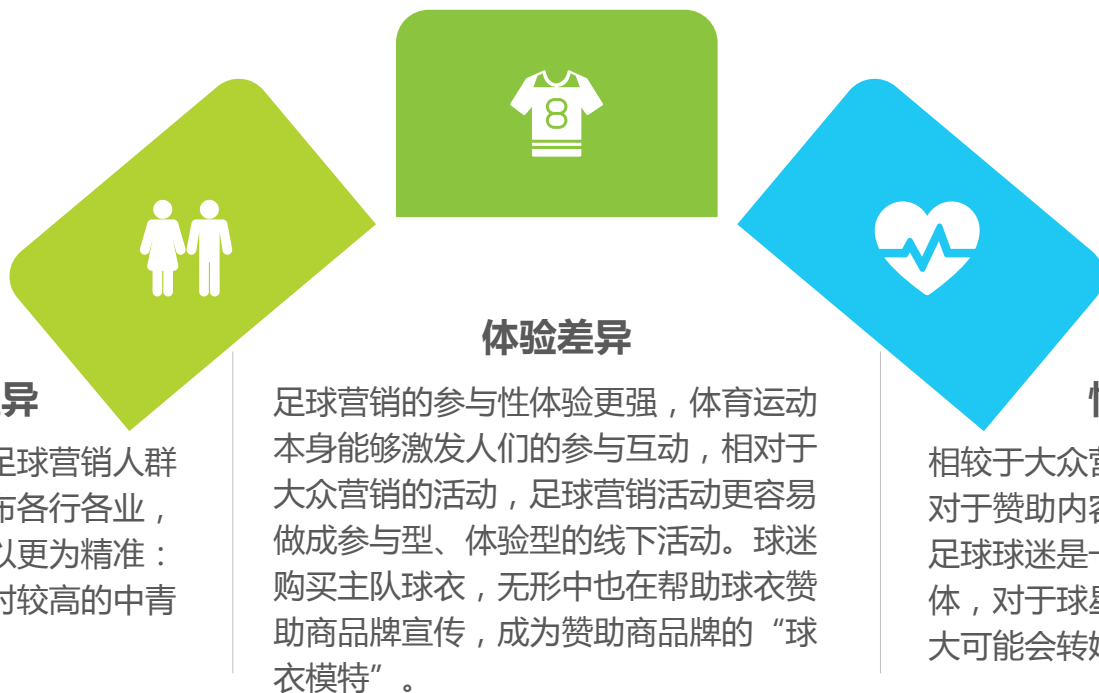 8
体验差异
足球营销的参与性体验更强，体育运动
本身能够激发人们的参与互动，相对于
大众营销的活动，足球营销活动更容易
做成参与型、体验型的线下活动。球迷
购买主队球衣，无形中也在帮助球衣赞
助商品牌宣传，成为赞助商品牌的“球
衣模特”。
异
足球营销人群
布各行各业，
以更为精准：
对较高的中青
相较于大众营
对于赞助内容
足球球迷是一
体，对于球星
大可能会转